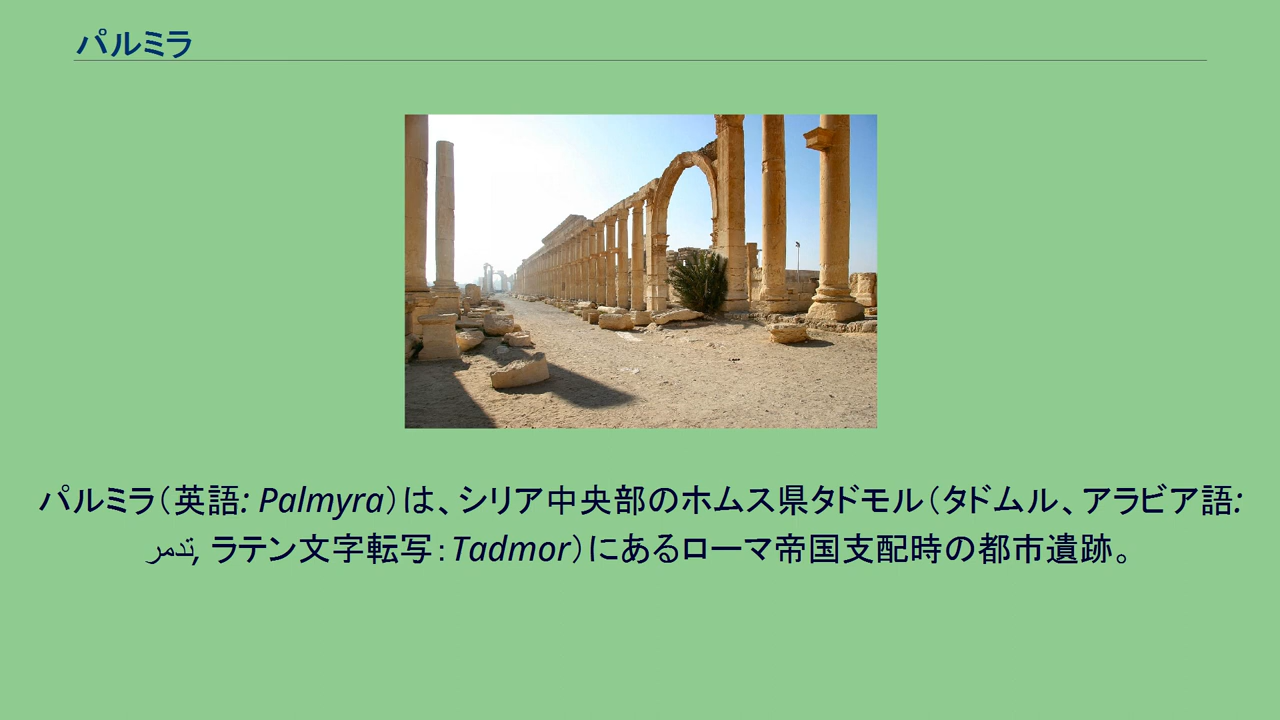 パルミラ
パルミラ（英語: Palmyra）は、シリア中央部のホムス県タドモル（タドムル、アラビア語:
تدمر, ラテン文字転写：Tadmor）にあるローマ帝国支配時の都市遺跡。